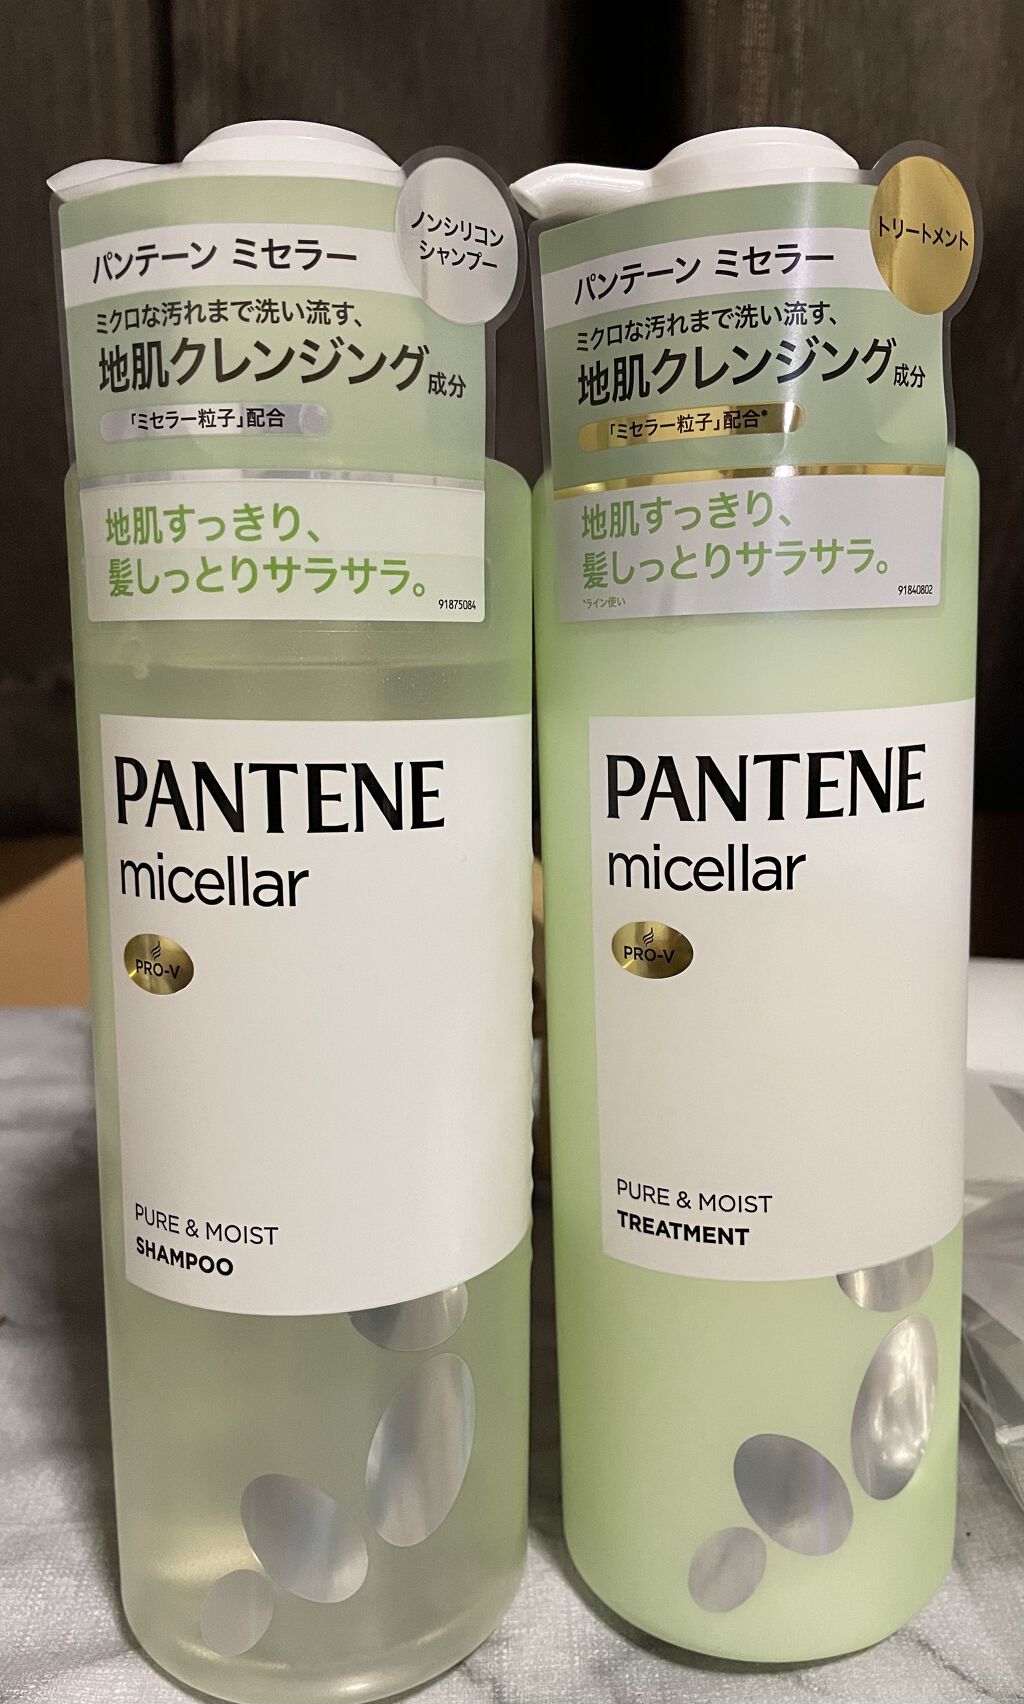 ノンシリコン
シャンプー
パンテーン ミセラー
ミクロな汚れまで洗い流す、
地肌クレンジング成分
「ミセラー粒子」配合
地肌すっきり、
髪しっとりサラサラ。
91875084
PANTENE
micellar
PRO-V
PURE & MOIST
SHAMPOO
トリートメント
パンテーン ミセラー
ミクロな汚れまで洗い流す、
地肌クレンジング成分
「ミセラー粒子」配合*
地肌すっきり、
髪しっとりサラサラ。
*ライン使い
91840802
PANTENE
micellar
PRO-V
PURE & MOIST
TREATMENT